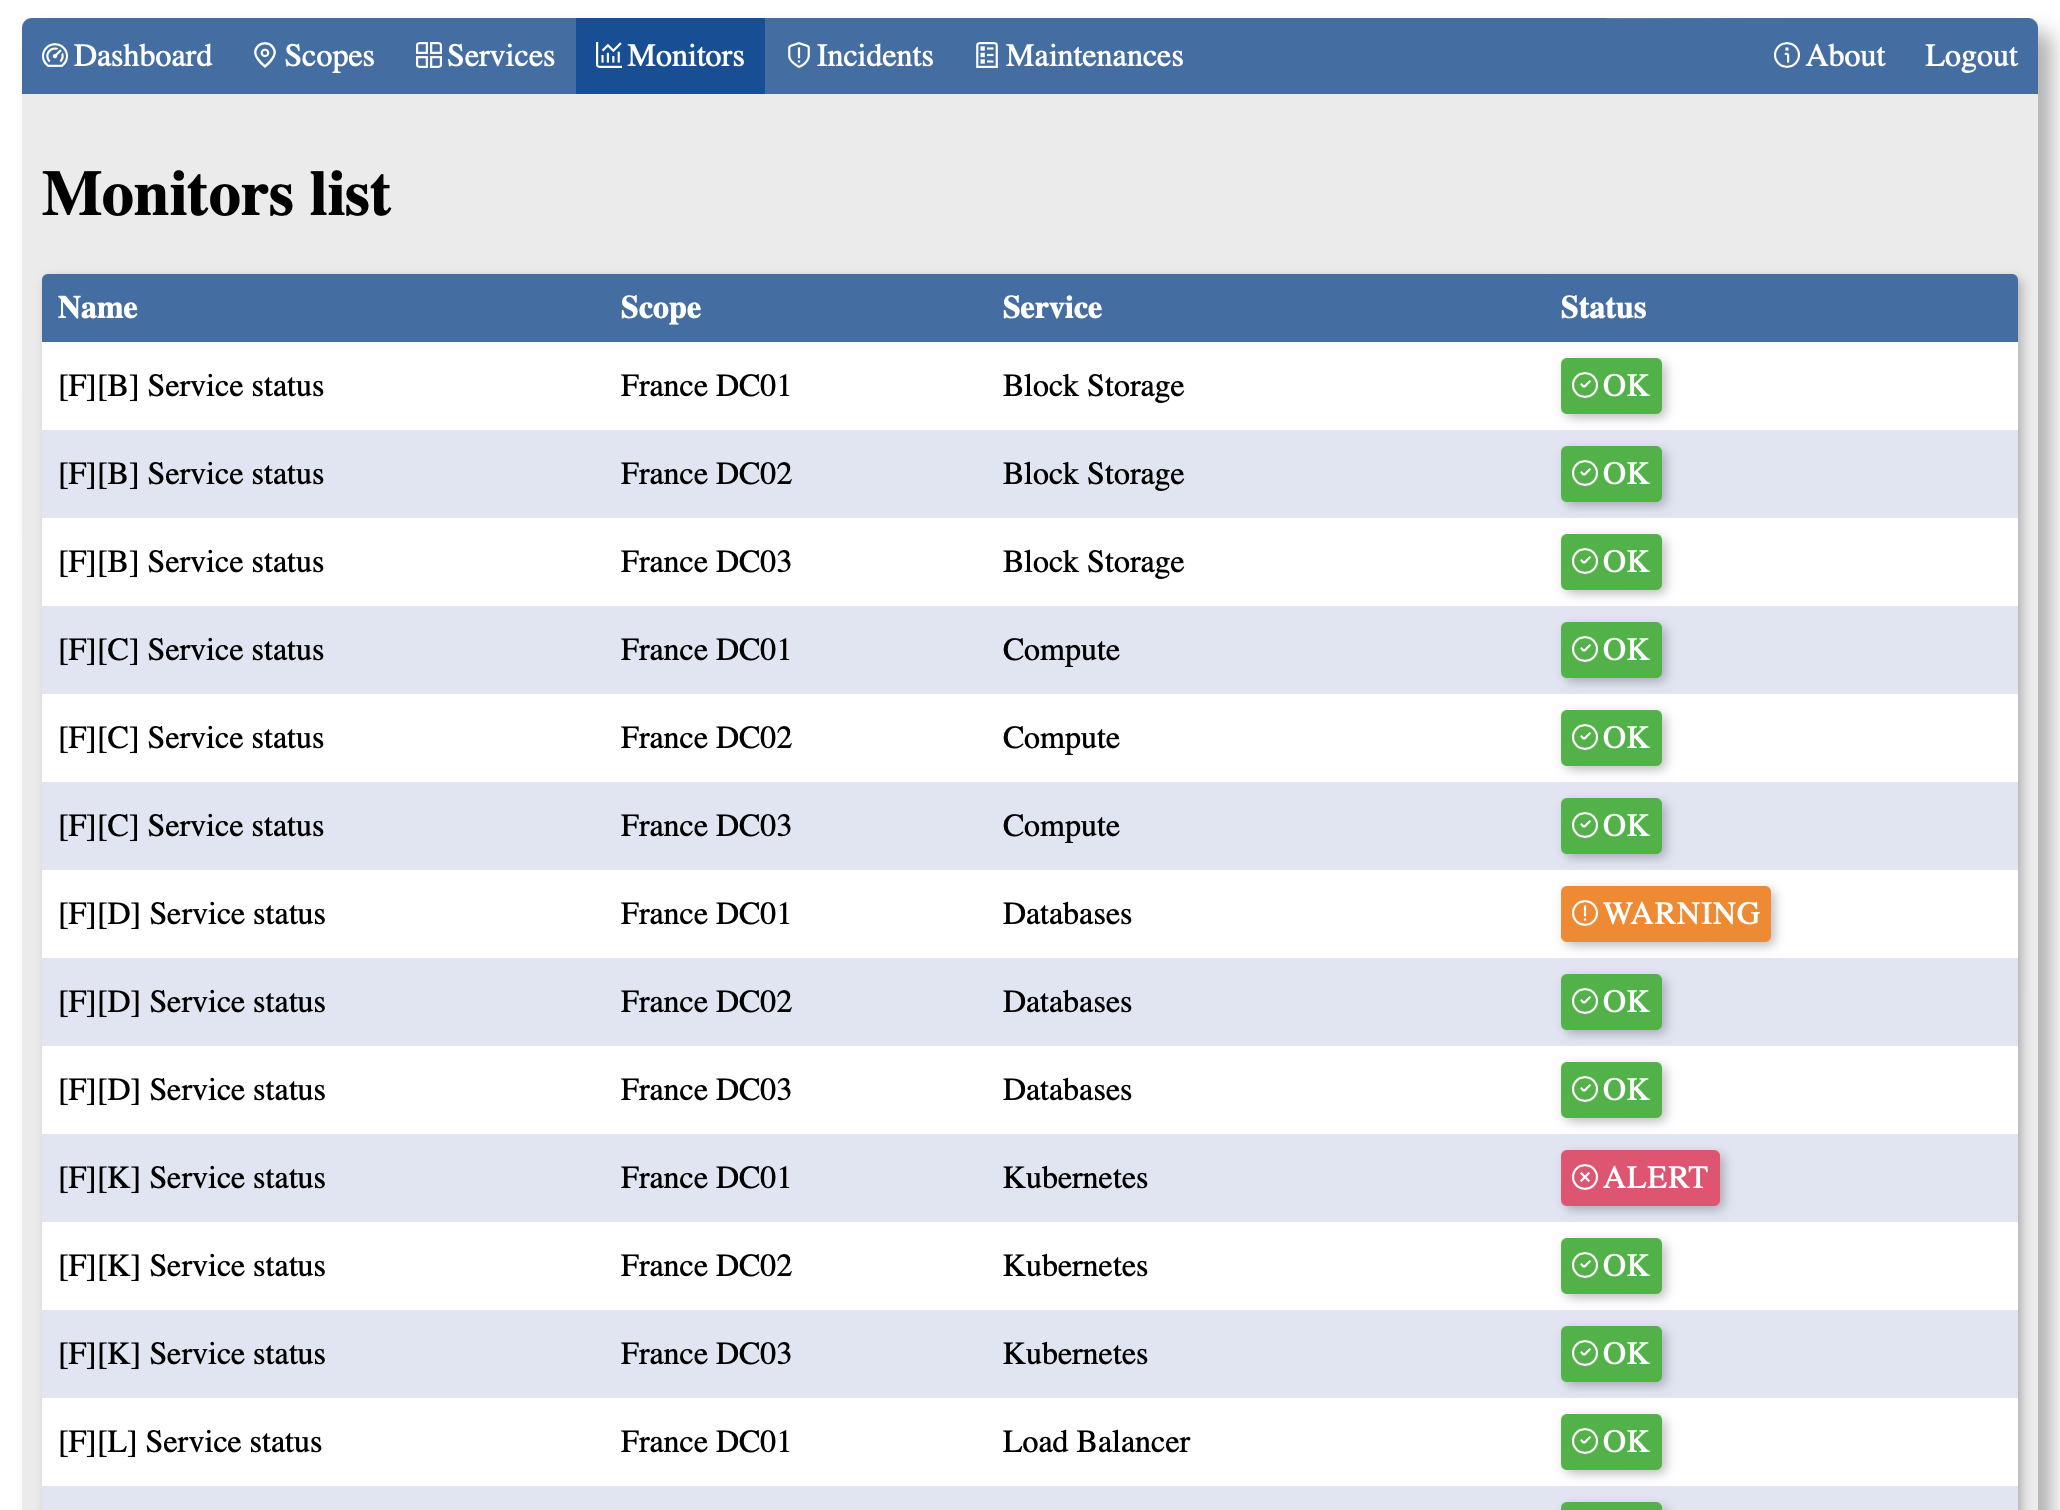 Dashboard Scopes Services Monitors Incidents Maintenances About Logout
Monitors list
Name Scope Service Status
[F][B] Service status France DC01 Block Storage OK
[F][B] Service status France DC02 Block Storage OK
[F][B] Service status France DC03 Block Storage OK
[F][C] Service status France DC01 Compute OK
[F][C] Service status France DC02 Compute OK
[F][C] Service status France DC03 Compute OK
[F][D] Service status France DC01 Databases WARNING
[F][D] Service status France DC02 Databases OK
[F][D] Service status France DC03 Databases OK
[F][K] Service status France DC01 Kubernetes ALERT
[F][K] Service status France DC02 Kubernetes OK
[F][K] Service status France DC03 Kubernetes OK
[F][L] Service status France DC01 Load Balancer OK